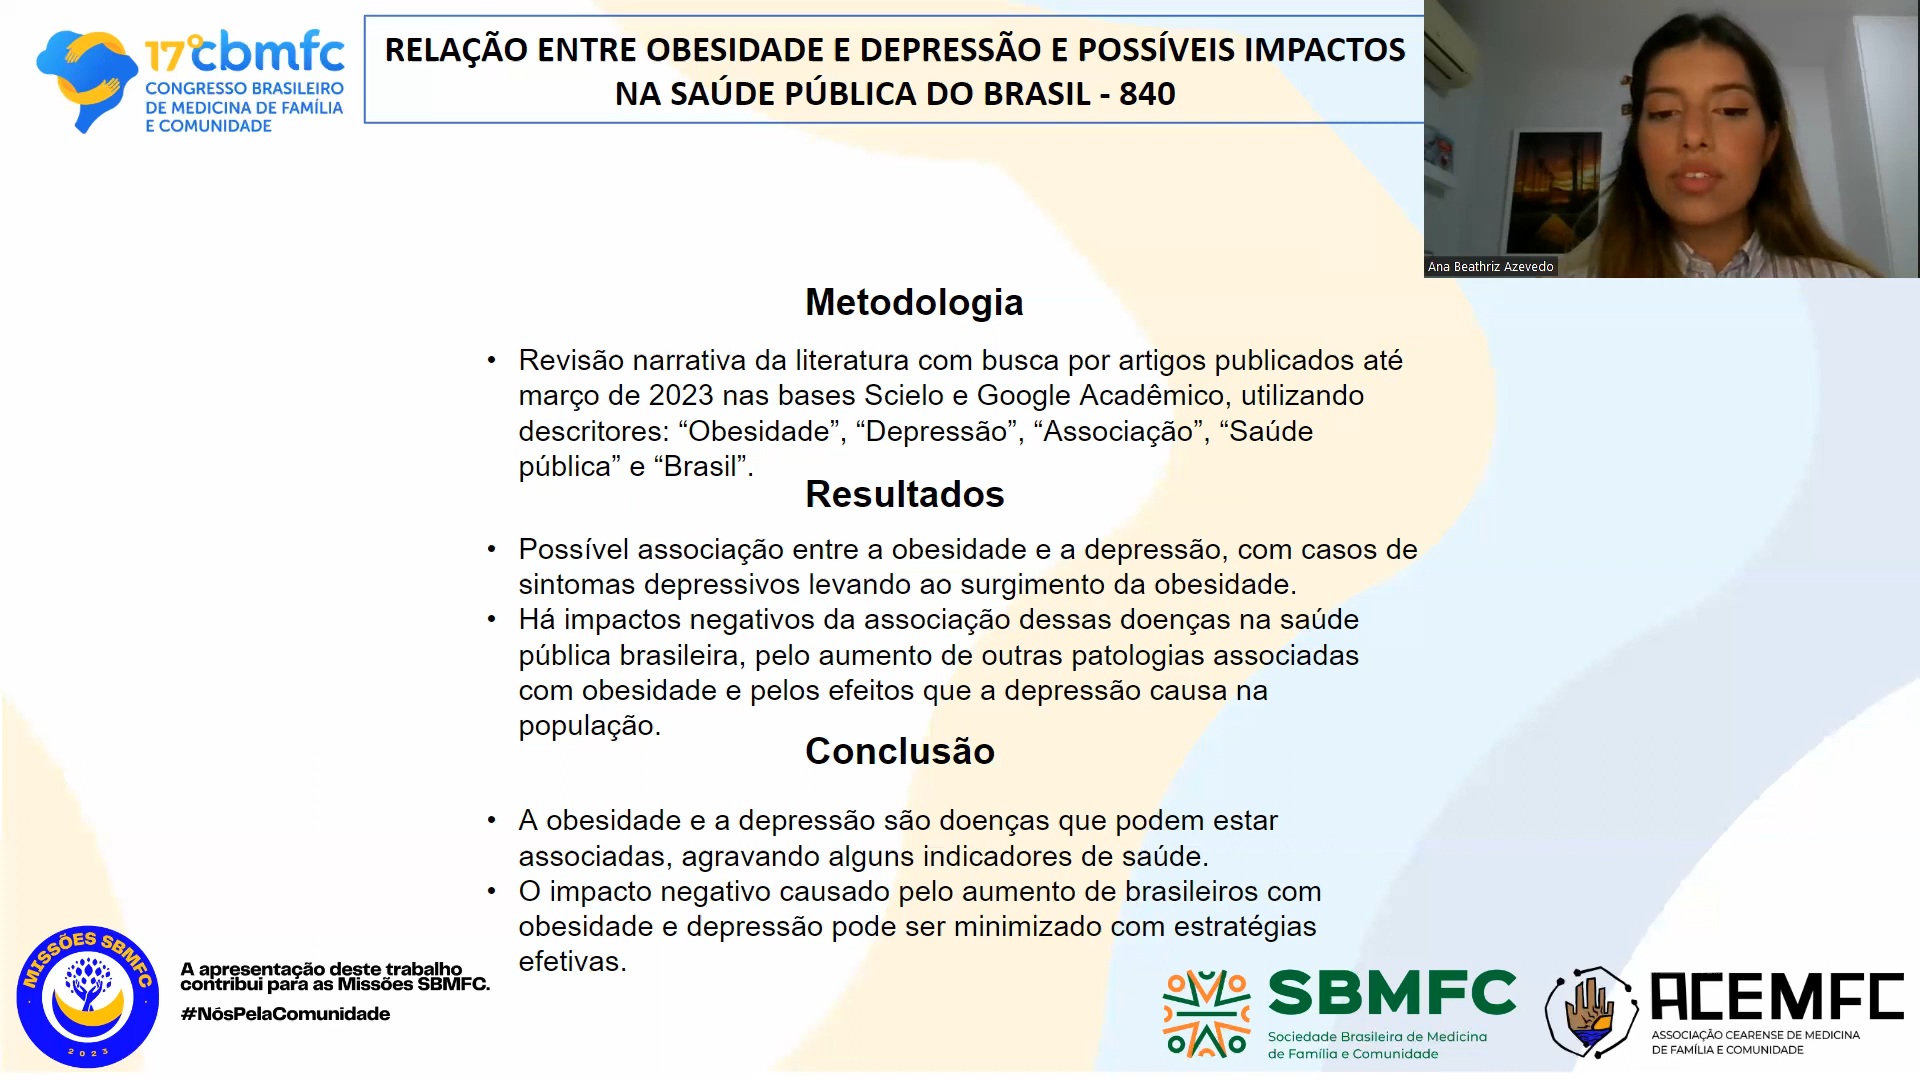 17º cbmfc
CONGRESSO BRASILEIRO
DE MEDICINA DE FAMÍLIA
E COMUNIDADE
RELAÇÃO ENTRE OBESIDADE E DEPRESSÃO E POSSÍVEIS IMPACTOS
NA SAÚDE PÚBLICA DO BRASIL - 840
Ana Beathriz Azevedo
Metodologia
• Revisão narrativa da literatura com busca por artigos publicados até
março de 2023 nas bases Scielo e Google Acadêmico, utilizando
descritores: “Obesidade”, “Depressão”, “Associação”, “Saúde
pública” e “Brasil”.
Resultados
• Possível associação entre a obesidade e a depressão, com casos de
sintomas depressivos levando ao surgimento da obesidade.
• Há impactos negativos da associação dessas doenças na saúde
pública brasileira, pelo aumento de outras patologias associadas
com obesidade e pelos efeitos que a depressão causa na
população.
Conclusão
• A obesidade e a depressão são doenças que podem estar
associadas, agravando alguns indicadores de saúde.
• O impacto negativo causado pelo aumento de brasileiros com
obesidade e depressão pode ser minimizado com estratégias
efetivas.
MISSÕES SBMFC
2023
A apresentação deste trabalho
contribui para as Missões SBMFC.
#NósPelaComunidade
SBMFC
Sociedade Brasileira de Medicina
de Família e Comunidade
ACEMFC
ASSOCIAÇÃO CEARENSE DE MEDICINA
DE FAMÍLIA E COMUNIDADE